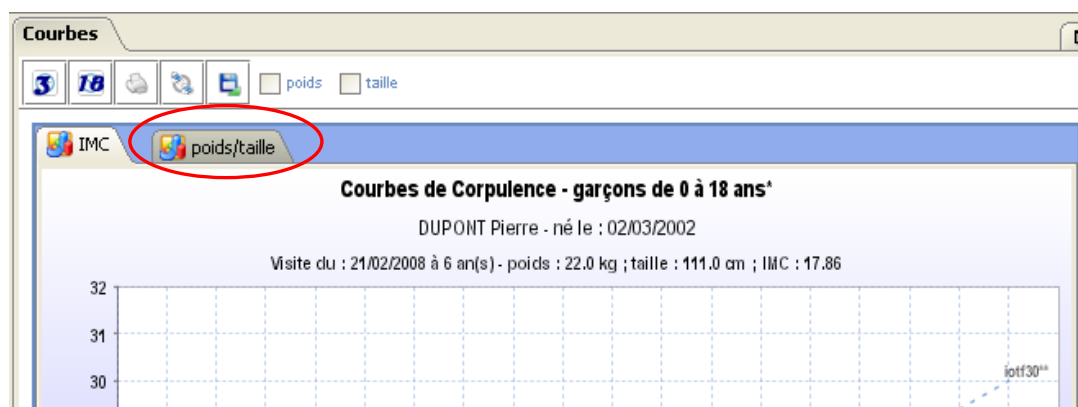 Courbes
3 18 poids taille
IMC poids/taille
Courbes de Corpulence - garçons de 0 à 18 ans*
DUPONT Pierre - né le : 02/03/2002
Visite du : 21/02/2008 à 6 an(s) - poids : 22.0 kg ; taille : 111.0 cm ; IMC : 17.86
32
31
30
iotf30**